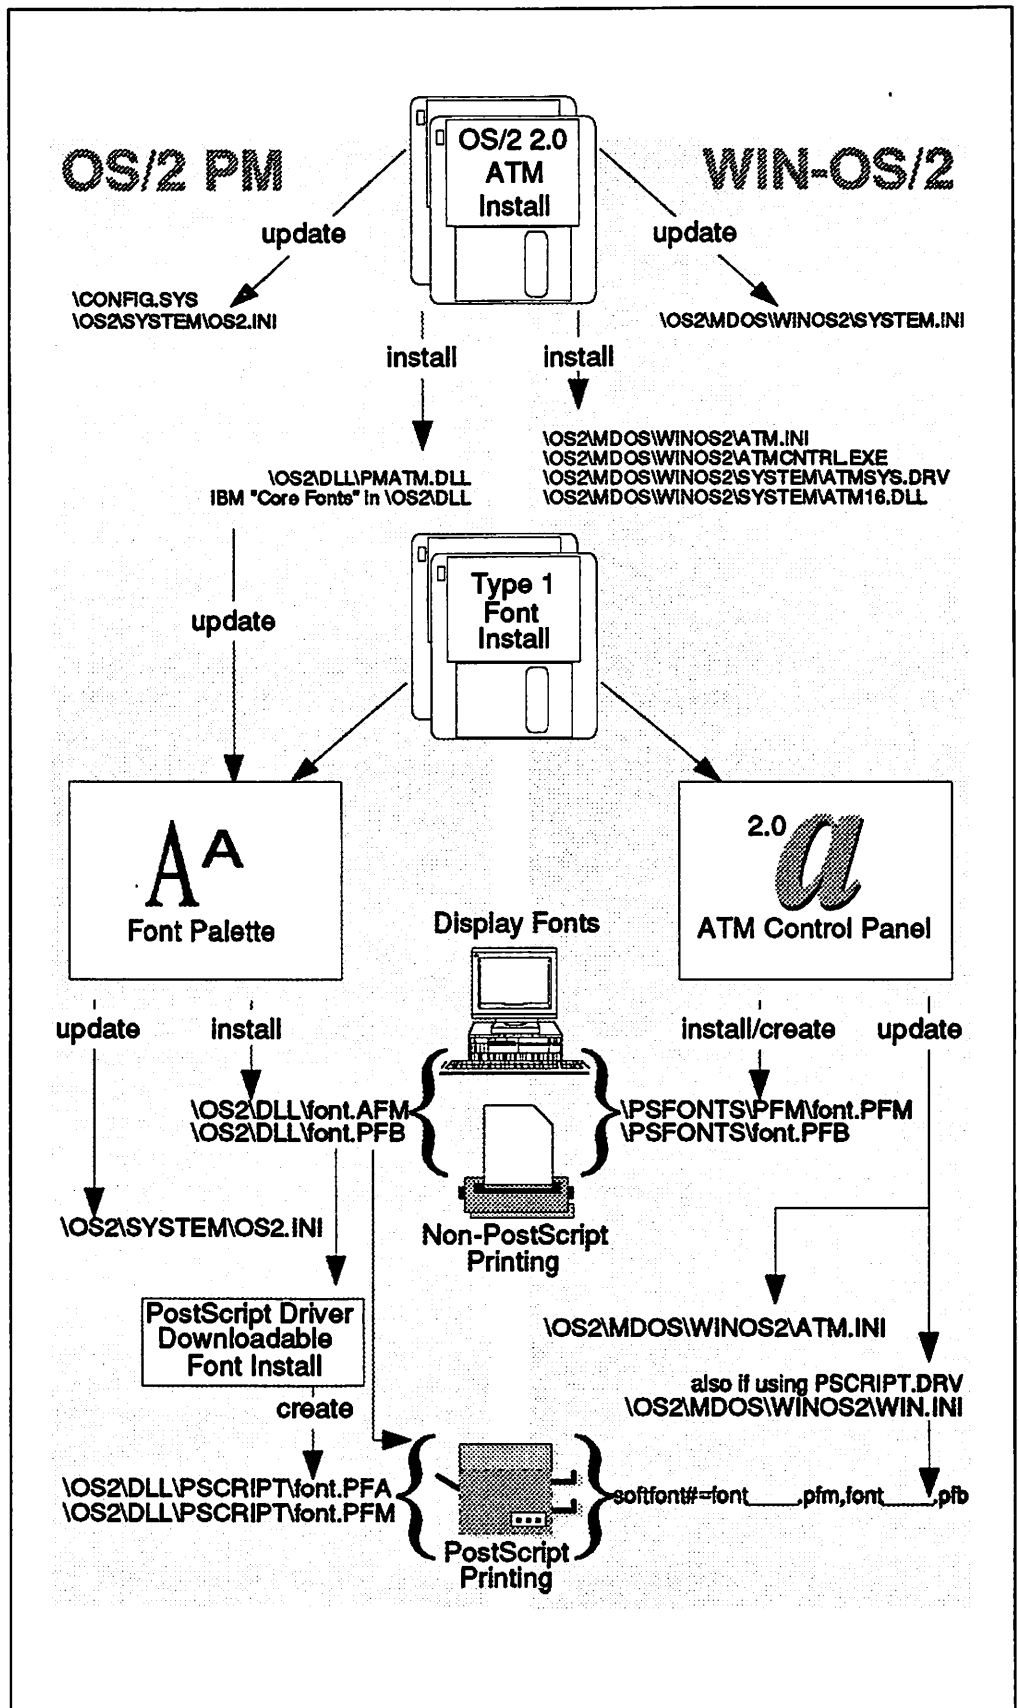 OS/2 2.0
ATM
Install
OS/2 PM
WIN-OS/2
update
update
\CONFIG.SYS
\OS2\SYSTEM\OS2.INI
\OS2\MDOS\WINOS2\SYSTEM.INI
install
install
\OS2\DLL\PMATM.DLL
IBM "Core Fonts" in \OS2\DLL
\OS2\MDOS\WINOS2\ATM.INI
\OS2\MDOS\WINOS2\ATMCNTRL.EXE
\OS2\MDOS\WINOS2\SYSTEM\ATMSYS.DRV
\OS2\MDOS\WINOS2\SYSTEM\ATM16.DLL
Type 1
Font
Install
update
A A
Font Palette
2.0 a
ATM Control Panel
Display Fonts
update
install
install/create
update
\OS2\DLL\font.AFM
\OS2\DLL\font.PFB
\PSFONTS\PFM\font.PFM
\PSFONTS\font.PFB
\OS2\SYSTEM\OS2.INI
Non-PostScript
Printing
PostScript Driver
Downloadable
Font Install
\OS2\MDOS\WINOS2\ATM.INI
also if using PSCRIPT.DRV
\OS2\MDOS\WINOS2\WIN.INI
create
\OS2\DLL\PSCRIPT\font.PFA
\OS2\DLL\PSCRIPT\font.PFM
softfont#=font____.pfm,font____.pfb
PostScript
Printing